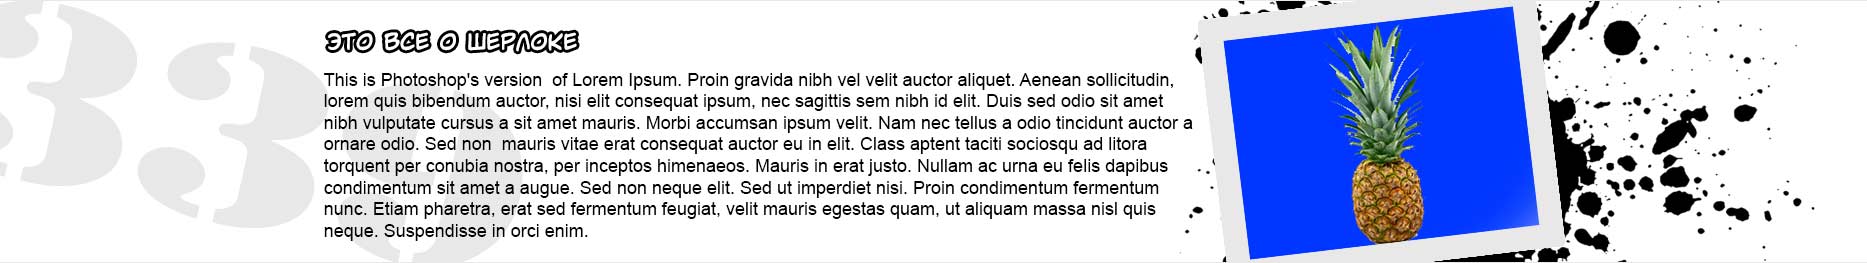 339
ЭТО ВСЕ О ШЕРЛОКЕ
This is Photoshop's version  of Lorem Ipsum. Proin gravida nibh vel velit auctor aliquet. Aenean sollicitudin,
lorem quis bibendum auctor, nisi elit consequat ipsum, nec sagittis sem nibh id elit. Duis sed odio sit amet
nibh vulputate cursus a sit amet mauris. Morbi accumsan ipsum velit. Nam nec tellus a odio tincidunt auctor a
ornare odio. Sed non  mauris vitae erat consequat auctor eu in elit. Class aptent taciti sociosqu ad litora
torquent per conubia nostra, per inceptos himenaeos. Mauris in erat justo. Nullam ac urna eu felis dapibus
condimentum sit amet a augue. Sed non neque elit. Sed ut imperdiet nisi. Proin condimentum fermentum
nunc. Etiam pharetra, erat sed fermentum feugiat, velit mauris egestas quam, ut aliquam massa nisl quis
neque. Suspendisse in orci enim.